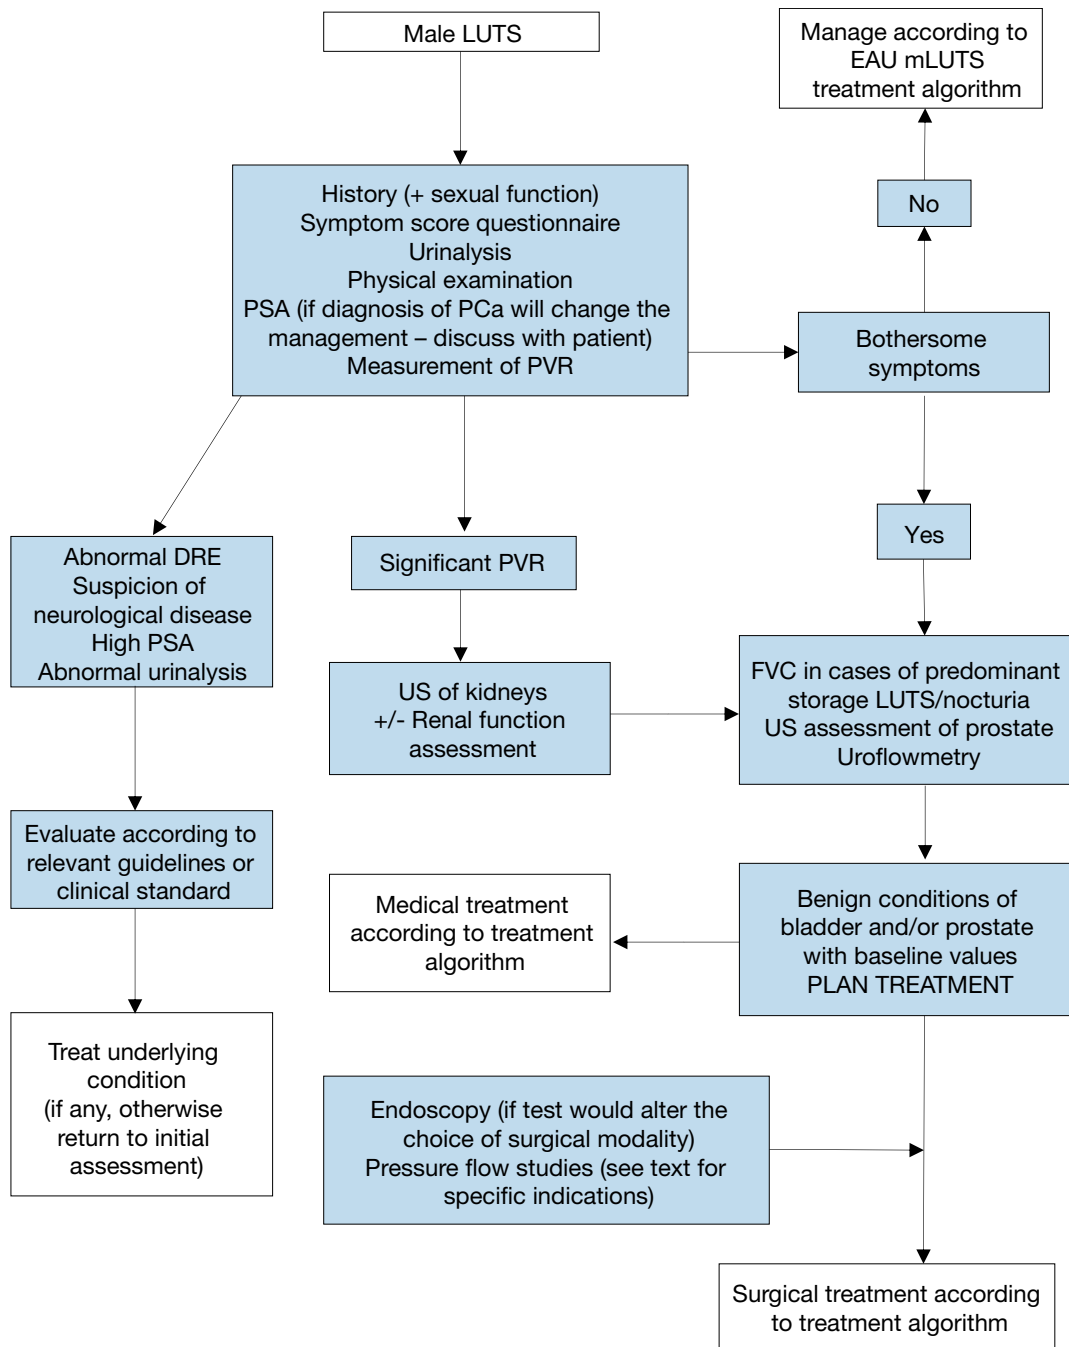 Male LUTS
Manage according to
EAU mLUTS
treatment algorithm
History (+ sexual function)
Symptom score questionnaire
Urinalysis
Physical examination
PSA (if diagnosis of PCa will change the
management – discuss with patient)
Measurement of PVR
No
Bothersome
symptoms
Yes
Abnormal DRE
Suspicion of
neurological disease
High PSA
Abnormal urinalysis
Significant PVR
US of kidneys
+/- Renal function
assessment
FVC in cases of predominant
storage LUTS/nocturia
US assessment of prostate
Uroflowmetry
Evaluate according to
relevant guidelines or
clinical standard
Medical treatment
according to treatment
algorithm
Benign conditions of
bladder and/or prostate
with baseline values
PLAN TREATMENT
Treat underlying
condition
(if any, otherwise
return to initial
assessment)
Endoscopy (if test would alter the
choice of surgical modality)
Pressure flow studies (see text for
specific indications)
Surgical treatment according
to treatment algorithm